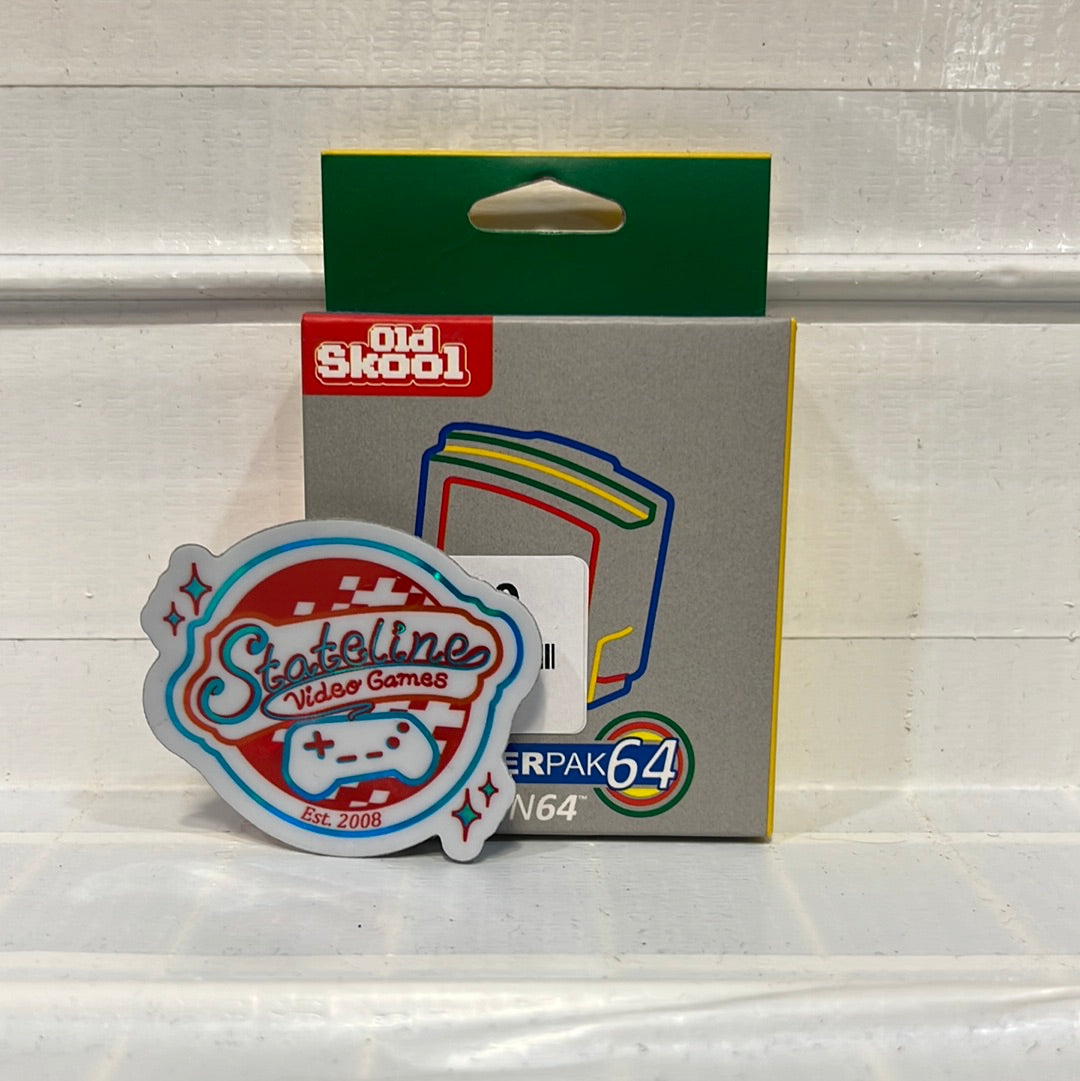 Old
Skool
Stateline
Video Games
Est. 2008
ERPAK64
N64™